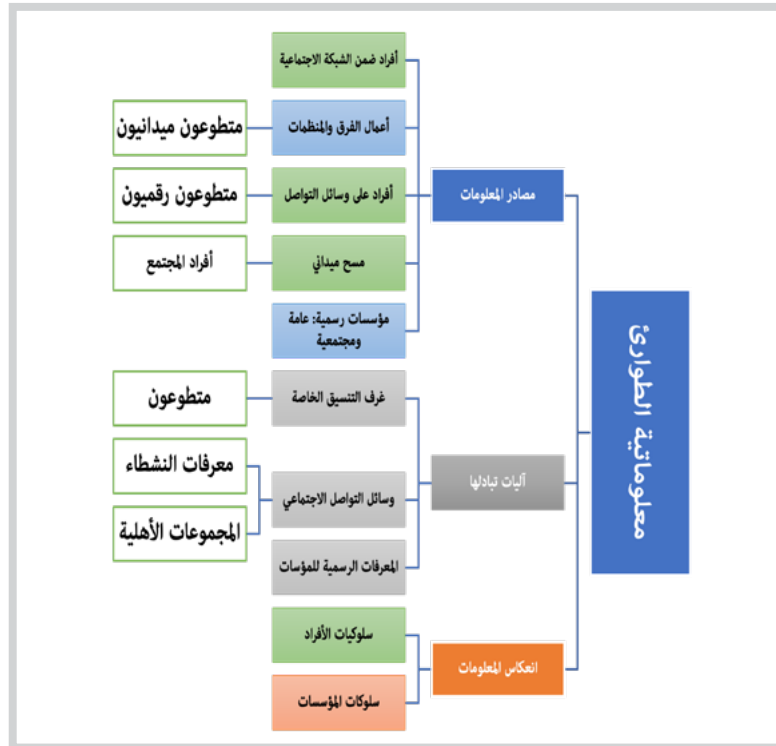 معلوماتية الطوارئ
مصادر المعلومات
أفراد ضمن الشبكة الاجتماعية
أعمال الفرق والمنظمات
متطوعون ميدانيون
أفراد على وسائل التواصل
متطوعون رقميون
مسح ميداني
أفراد المجتمع
مؤسسات رسمية: عامة
ومجتمعية
آليات تبادلها
غرف التنسيق الخاصة
متطوعون
وسائل التواصل الاجتماعي
معرفات النشطاء
المجموعات الأهلية
المعرفات الرسمية للمؤسات
انعكاس المعلومات
سلوكيات الأفراد
سلوكات المؤسسات